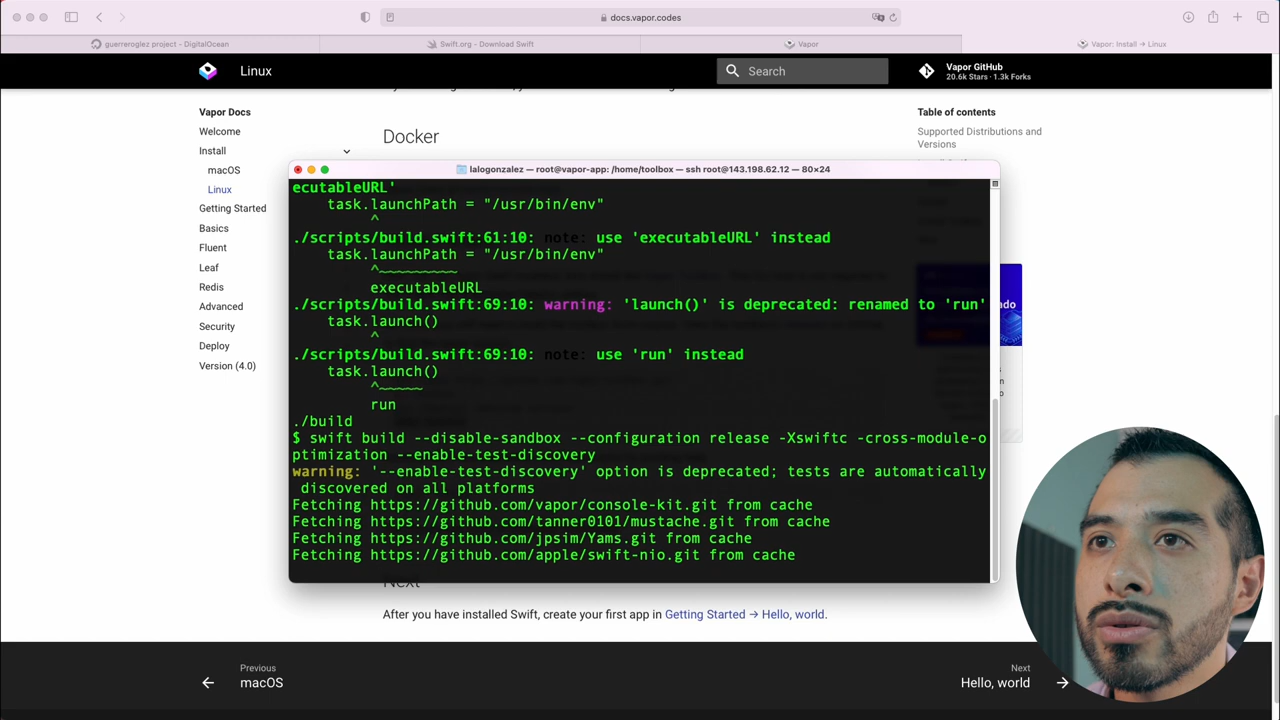 docs.vapor.codes
guerreroglez project - DigitalOcean
Swift.org - Download Swift
Vapor
Vapor: Install → Linux
Linux
Search
Vapor GitHub
20.6k Stars · 1.3k Forks
Vapor Docs
Welcome
Install
macOS
Linux
Getting Started
Basics
Fluent
Leaf
Redis
Advanced
Security
Deploy
Version (4.0)
Docker
Table of contents
Supported Distributions and
Versions
lalogonzalez — root@vapor-app: /home/toolbox — ssh root@143.198.62.12 — 80×24
ecutableURL'
task.launchPath = "/usr/bin/env"
^
./scripts/build.swift:61:10: note: use 'executableURL' instead
task.launchPath = "/usr/bin/env"
^~~~~~~~~~
executableURL
./scripts/build.swift:69:10: warning: 'launch()' is deprecated: renamed to 'run'
task.launch()
^
./scripts/build.swift:69:10: note: use 'run' instead
task.launch()
^~~~~~
run
./build
$ swift build --disable-sandbox --configuration release -Xswiftc -cross-module-o
ptimization --enable-test-discovery
warning: '--enable-test-discovery' option is deprecated; tests are automatically
discovered on all platforms
Fetching https://github.com/vapor/console-kit.git from cache
Fetching https://github.com/tanner0101/mustache.git from cache
Fetching https://github.com/jpsim/Yams.git from cache
Fetching https://github.com/apple/swift-nio.git from cache
Next
After you have installed Swift, create your first app in Getting Started → Hello, world.
Previous
macOS
Next
Hello, world